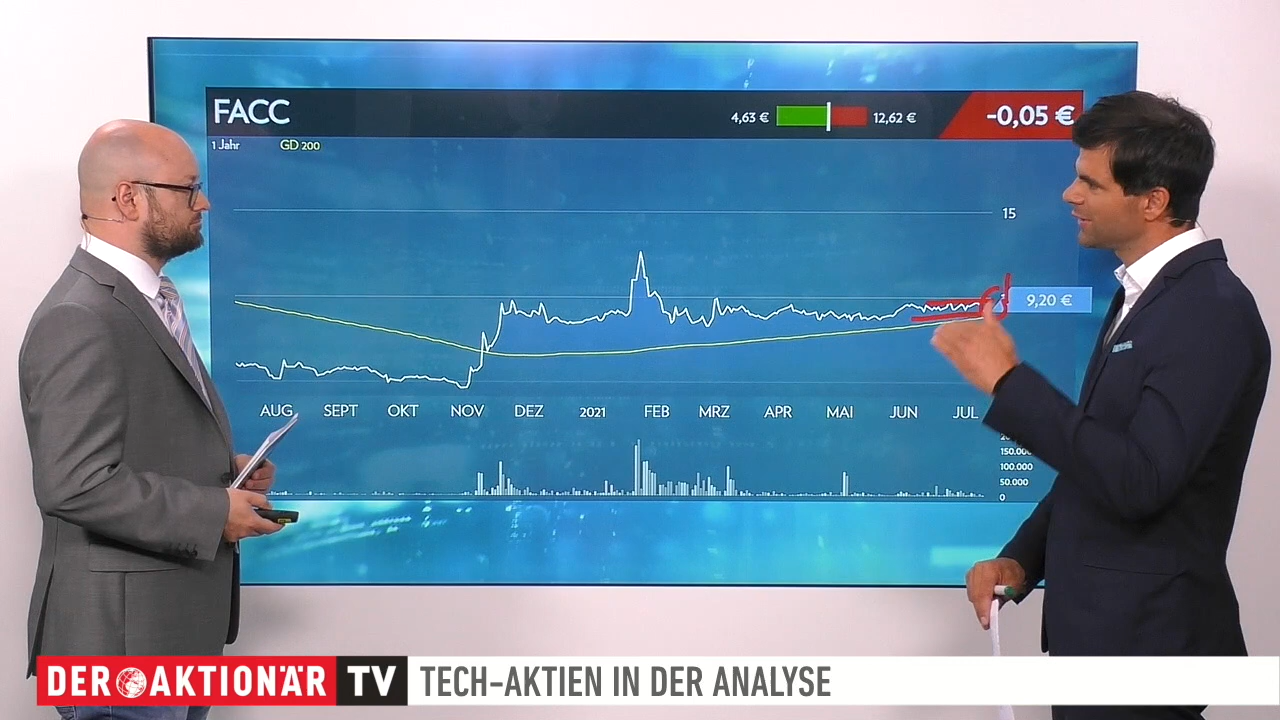 FACC
4,63 €
12,62 €
-0,05 €
1 Jahr
GD 200
15
9,20 €
AUG SEPT OKT NOV DEZ 2021 FEB MRZ APR MAI JUN JUL
150.000
100.000
50.000
0
DER AKTIONÄR TV
TECH-AKTIEN IN DER ANALYSE